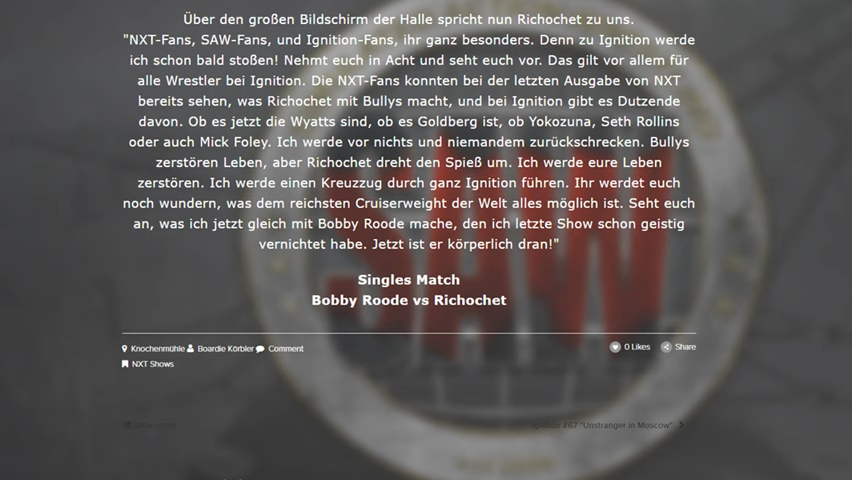 Über den großen Bildschirm der Halle spricht nun Richochet zu uns.
"NXT-Fans, SAW-Fans, und Ignition-Fans, ihr ganz besonders. Denn zu Ignition werde
ich schon bald stoßen! Nehmt euch in Acht und seht euch vor. Das gilt vor allem für
alle Wrestler bei Ignition. Die NXT-Fans konnten bei der letzten Ausgabe von NXT
bereits sehen, was Richochet mit Bullys macht, und bei Ignition gibt es Dutzende
davon. Ob es jetzt die Wyatts sind, ob es Goldberg ist, ob Yokozuna, Seth Rollins
oder auch Mick Foley. Ich werde vor nichts und niemandem zurückschrecken. Bullys
zerstören Leben, aber Richochet dreht den Spieß um. Ich werde eure Leben
zerstören. Ich werde einen Kreuzzug durch ganz Ignition führen. Ihr werdet euch
noch wundern, was dem reichsten Cruiserweight der Welt alles möglich ist. Seht euch
an, was ich jetzt gleich mit Bobby Roode mache, den ich letzte Show schon geistig
vernichtet habe. Jetzt ist er körperlich dran!"
Singles Match
Bobby Roode vs Richochet
Knochenmühle Boardie Körbler Comment 0 Likes Share
NXT Shows
#67 "Unstranger in Moscow"
SAW